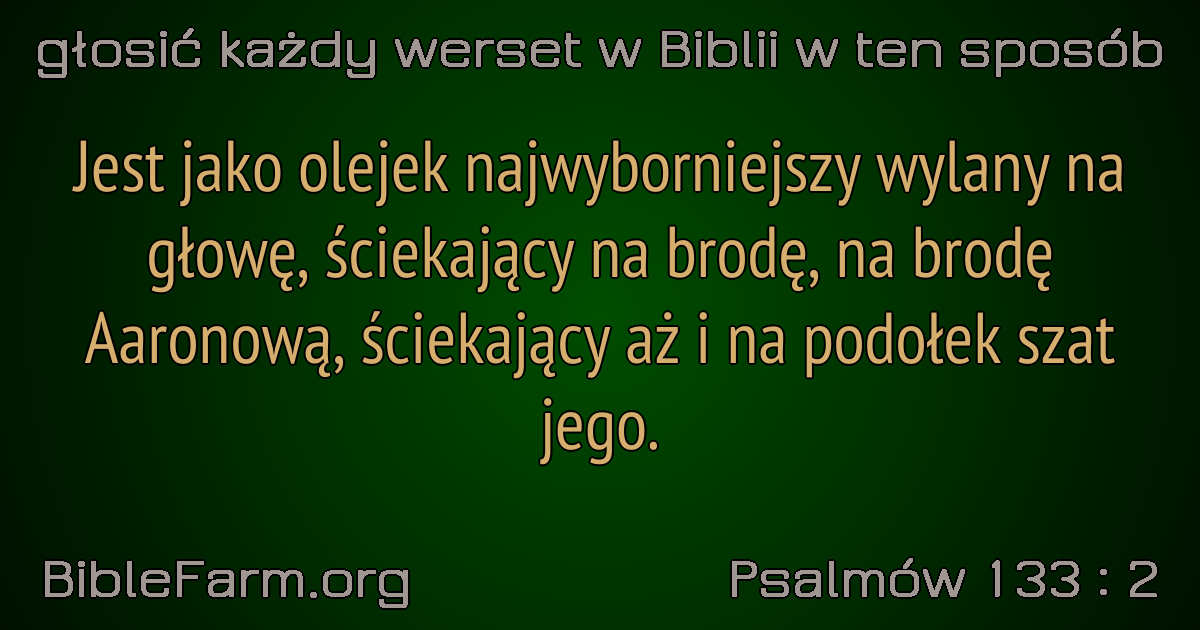 głosić każdy werset w Biblii w ten sposób
Jest jako olejek najwyborniejszy wylany na
głowę, ściekający na brodę, na brodę
Aaronową, ściekający aż i na podołek szat
jego.
BibleFarm.org
Psalmów 133 : 2